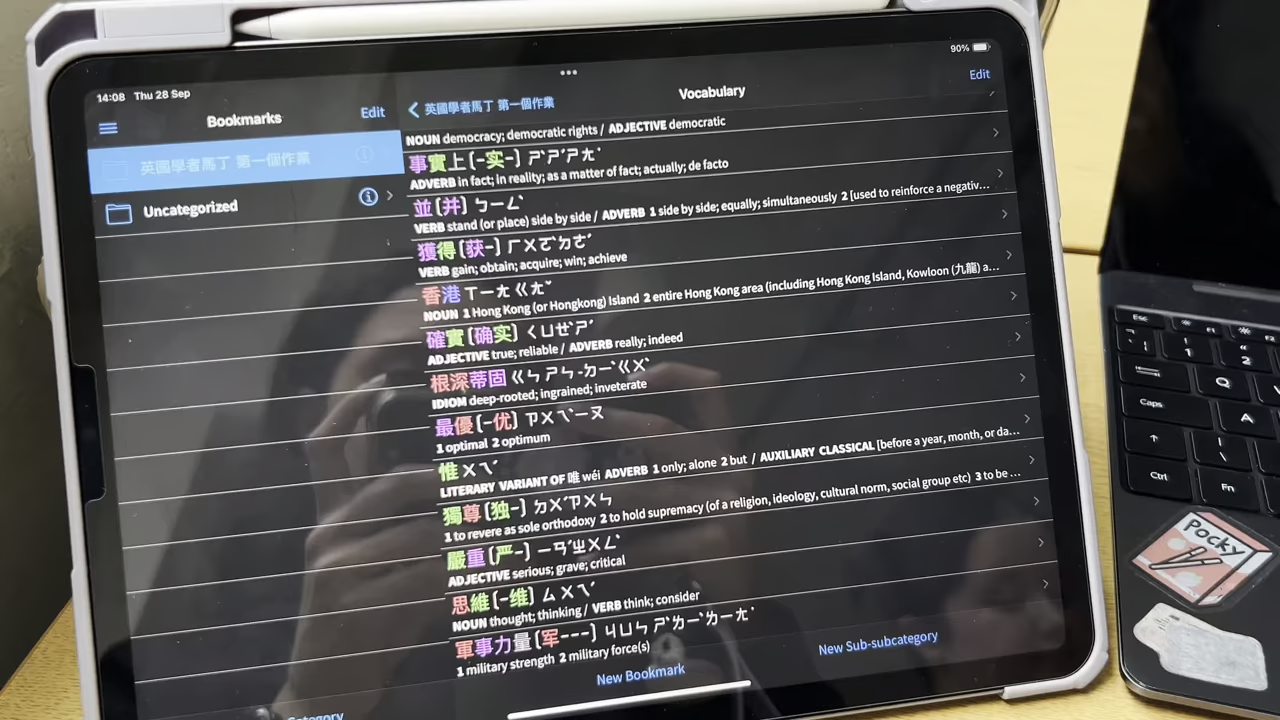 14:08 Thu 28 Sep
90%
Bookmarks
Edit
英國學者馬丁 第一個作業
Uncategorized
英國學者馬丁 第一個作業
Vocabulary
Edit
NOUN democracy; democratic rights / ADJECTIVE democratic
事實上 [-实-] ㄕˋㄕˊㄕㄤˋ
ADVERB in fact; in reality; as a matter of fact; actually; de facto
並 [并] ㄅㄧㄥˋ
VERB stand (or place) side by side / ADVERB 1 side by side; equally; simultaneously 2 [used to reinforce a negativ…
獲得 [获-] ㄏㄨㄛˋㄉㄜˊ
VERB gain; obtain; acquire; win; achieve
香港 ㄒㄧㄤ ㄍㄤˇ
NOUN 1 Hong Kong (or Hongkong) Island 2 entire Hong Kong area (including Hong Kong Island, Kowloon (九龍) a…
確實 [确实] ㄑㄩㄝˋㄕˊ
ADJECTIVE true; reliable / ADVERB really; indeed
根深蒂固 ㄍㄣ ㄕㄣ -ㄉㄧˋㄍㄨˋ
IDIOM deep-rooted; ingrained; inveterate
最優 [-优] ㄗㄨㄟˋㄧㄡ
1 optimal 2 optimum
惟 ㄨㄟˊ
LITERARY VARIANT OF 唯 wéi ADVERB 1 only; alone 2 but / AUXILIARY CLASSICAL [before a year, month, or da…
獨尊 [独-] ㄉㄨˊㄗㄨㄣ
1 to revere as sole orthodoxy 2 to hold supremacy (of a religion, ideology, cultural norm, social group etc) 3 to be …
嚴重 [严-] ㄧㄢˊㄓㄨㄥˋ
ADJECTIVE serious; grave; critical
思維 [-维] ㄙ ㄨㄟˊ
NOUN thought; thinking / VERB think; consider
軍事力量 [军---] ㄐㄩㄣ ㄕˋㄌㄧˋㄌㄧㄤˋ
1 military strength 2 military force(s)
New Bookmark
New Sub-subcategory
Category
Esc
F1
F2
1
2
Q
Caps
A
Ctrl
Fn
Pocky